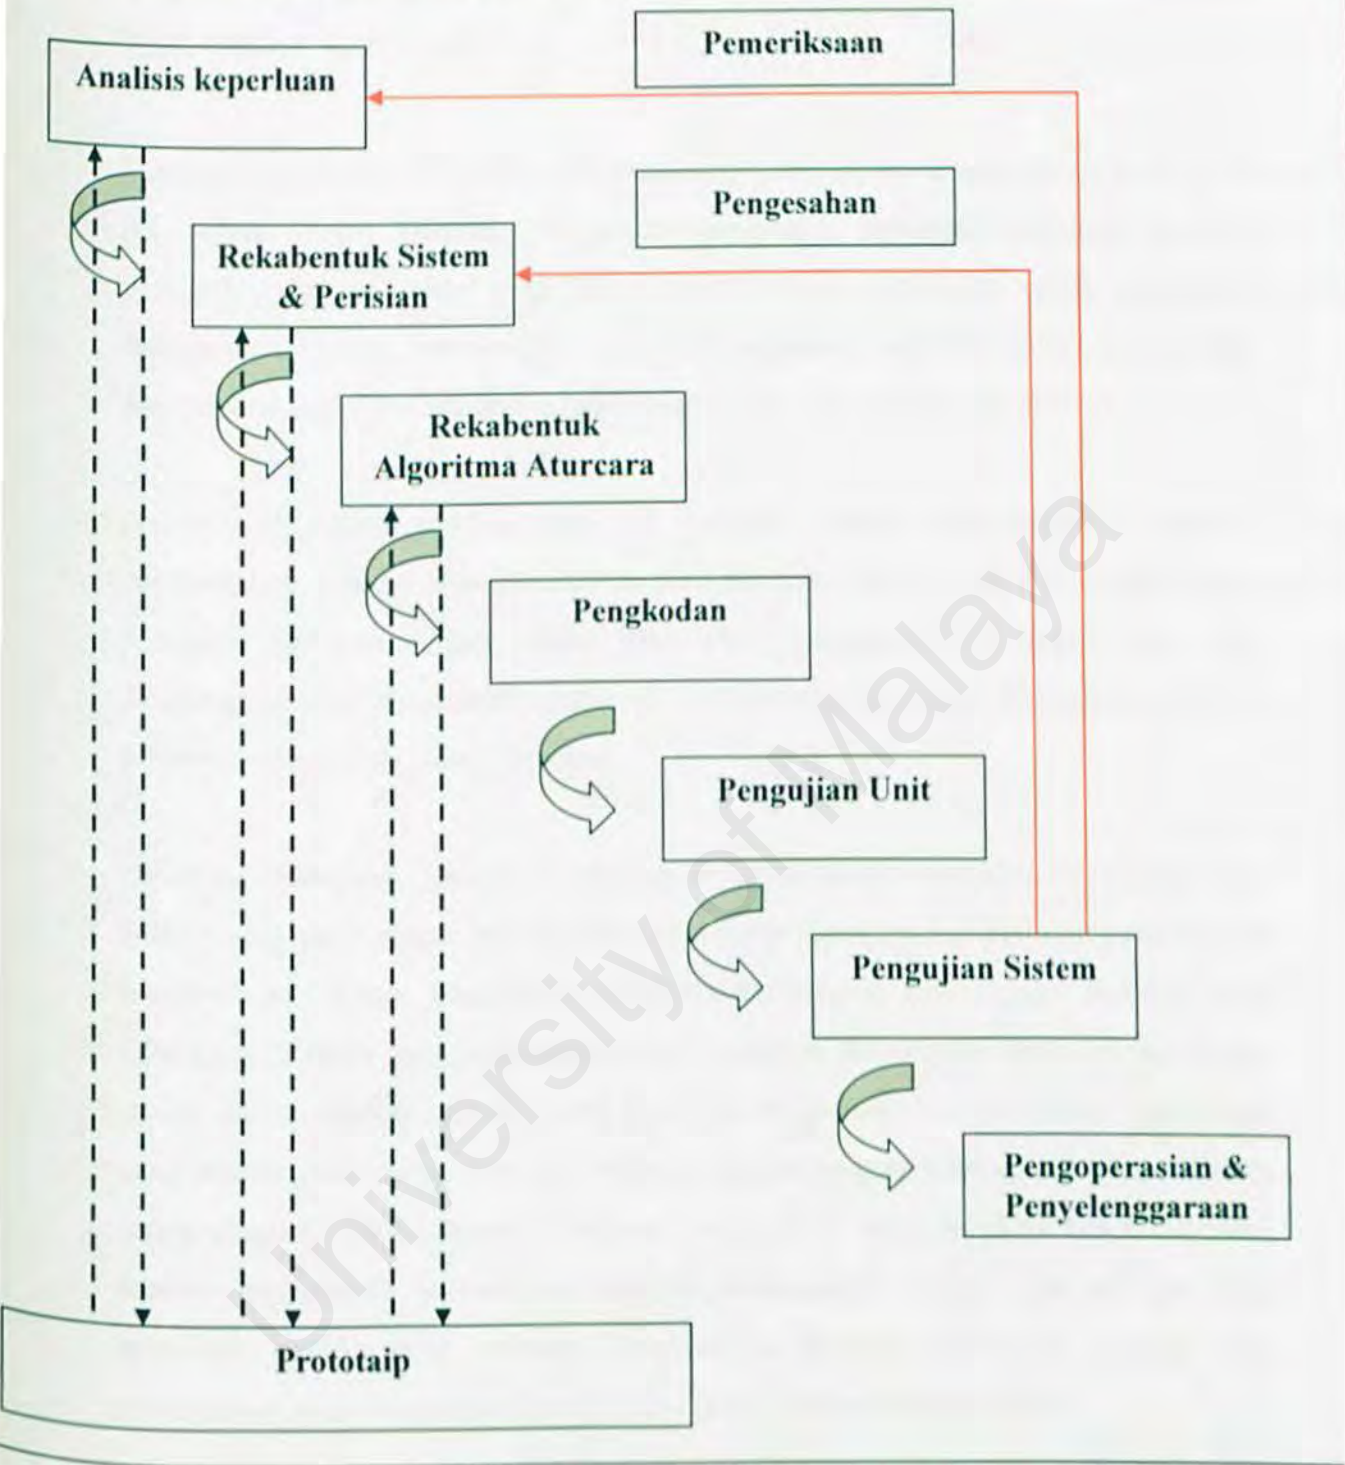 Pemeriksaan
Analisis keperluan
Pengesahan
Rekabentuk Sistem
& Perisian
Rekabentuk
Algoritma Aturcara
Pengkodan
Pengujian Unit
Pengujian Sistem
Pengoperasian &
Penyelenggaraan
Prototaip
University of Malaya